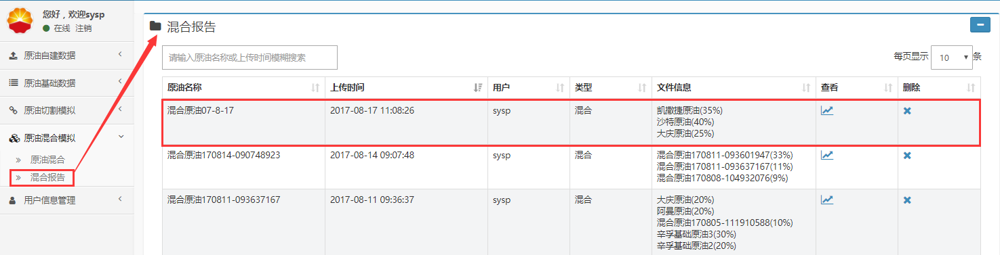 您好，欢迎sysp
在线 注销
原油自建数据
原油基础数据
原油切割模拟
原油混合模拟
原油混合
混合报告
用户信息管理
混合报告
请输入原油名称或上传时间模糊搜索
每页显示 10 条
原油名称 上传时间 用户 类型 文件信息 查看 删除
混合原油07-8-17 2017-08-17 11:08:26 sysp 混合 凯撒捷原油(35%)
沙特原油(40%)
大庆原油(25%)
混合原油170814-090748923 2017-08-14 09:07:48 sysp 混合 混合原油170811-093601947(33%)
混合原油170811-093637167(11%)
混合原油170808-104932076(9%)
混合原油170811-093637167 2017-08-11 09:36:37 sysp 混合 大庆原油(20%)
阿曼原油(20%)
混合原油170805-111910588(10%)
辛孚基础原油3(30%)
辛孚基础原油2(20%)